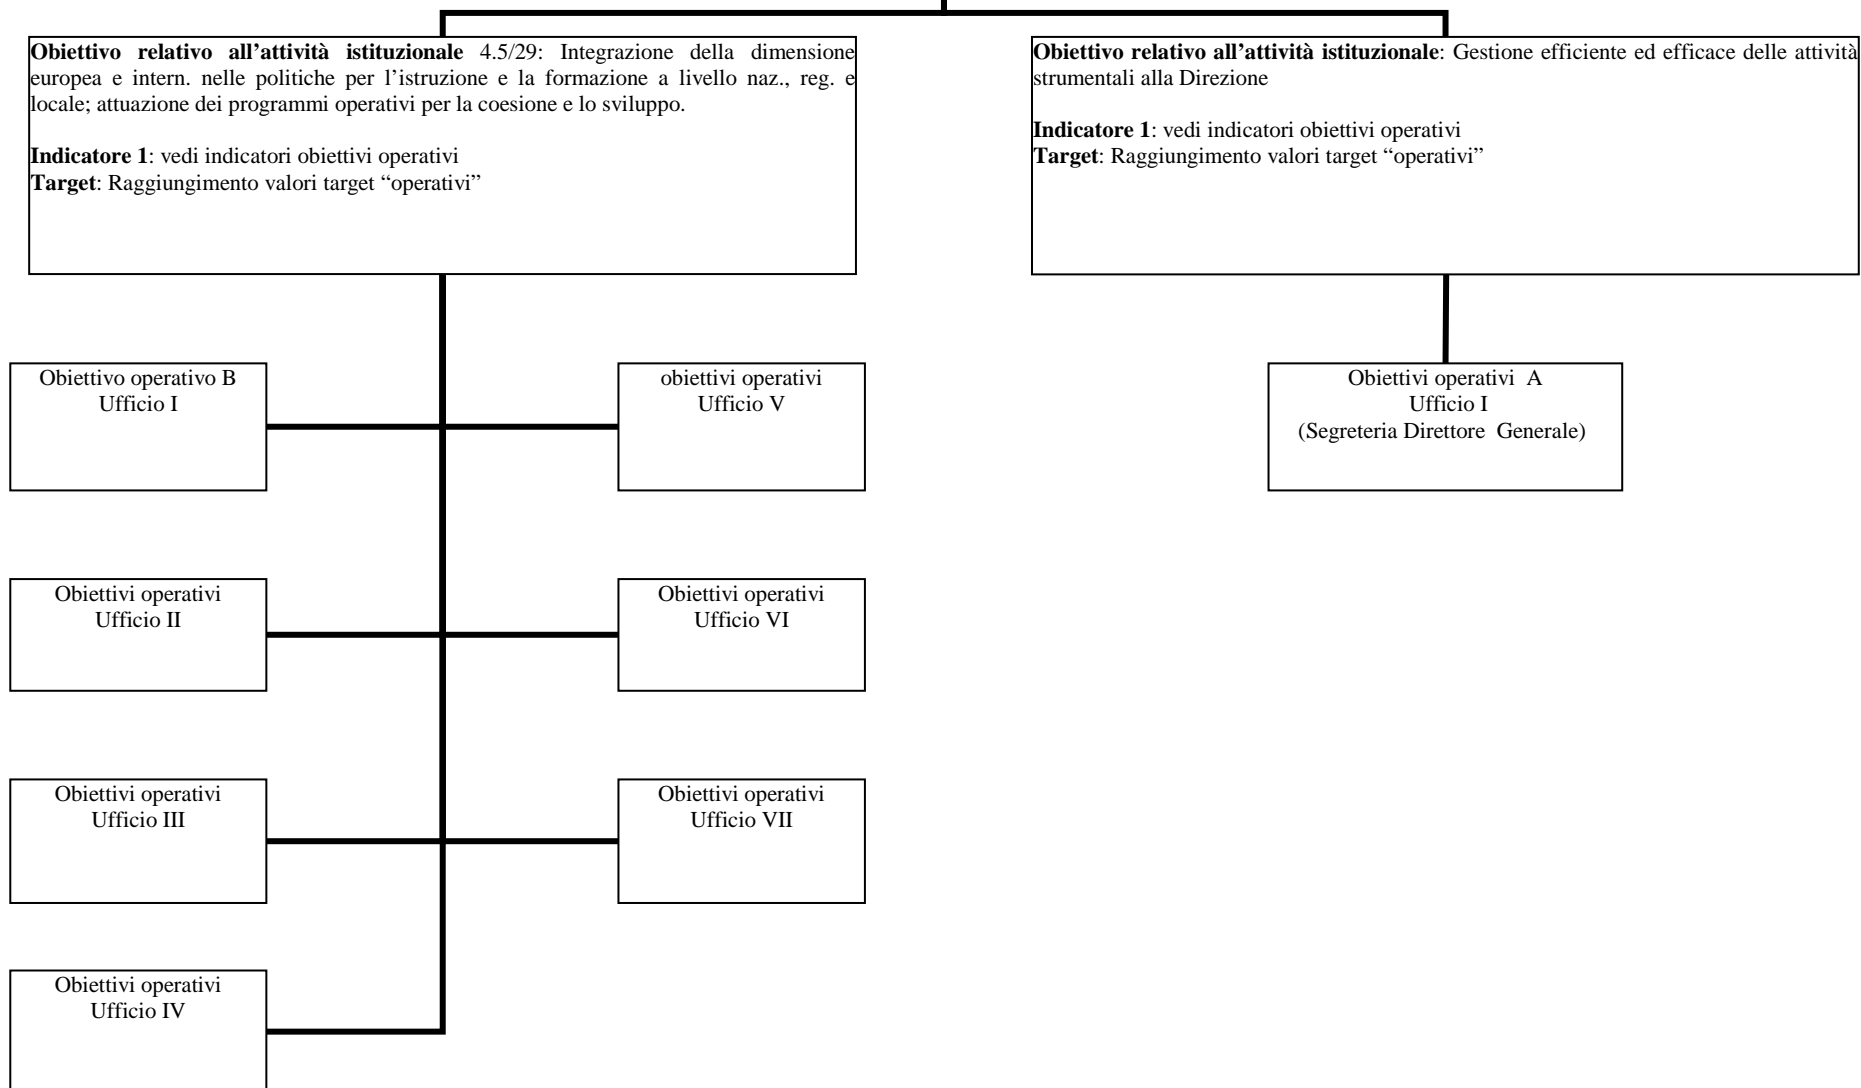 Obiettivo relativo all’attività istituzionale 4.5/29: Integrazione della dimensione
europea e intern. nelle politiche per l’istruzione e la formazione a livello naz., reg. e
locale; attuazione dei programmi operativi per la coesione e lo sviluppo.
Indicatore 1: vedi indicatori obiettivi operativi
Target: Raggiungimento valori target “operativi”
Obiettivo relativo all’attività istituzionale: Gestione efficiente ed efficace delle attività
strumentali alla Direzione
Indicatore 1: vedi indicatori obiettivi operativi
Target: Raggiungimento valori target “operativi”
Obiettivo operativo B
Ufficio I
obiettivi operativi
Ufficio V
Obiettivi operativi A
Ufficio I
(Segreteria Direttore Generale)
Obiettivi operativi
Ufficio II
Obiettivi operativi
Ufficio VI
Obiettivi operativi
Ufficio III
Obiettivi operativi
Ufficio VII
Obiettivi operativi
Ufficio IV